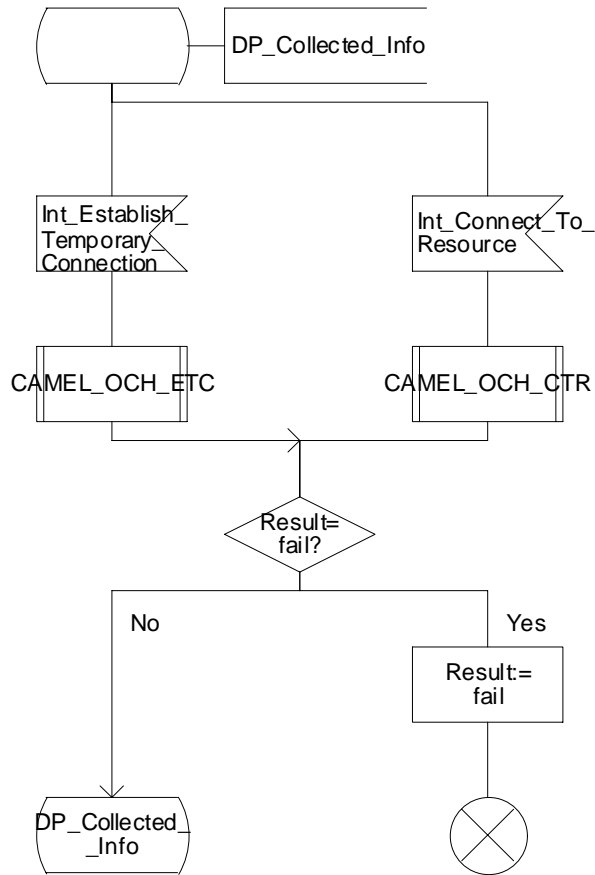 DP_Collected_Info
Int_Establish_
Temporary_
Connection
Int_Connect_To_
Resource
CAMEL_OCH_ETC
CAMEL_OCH_CTR
Result=
fail?
No
Yes
Result:=
fail
DP_Collected_
_Info